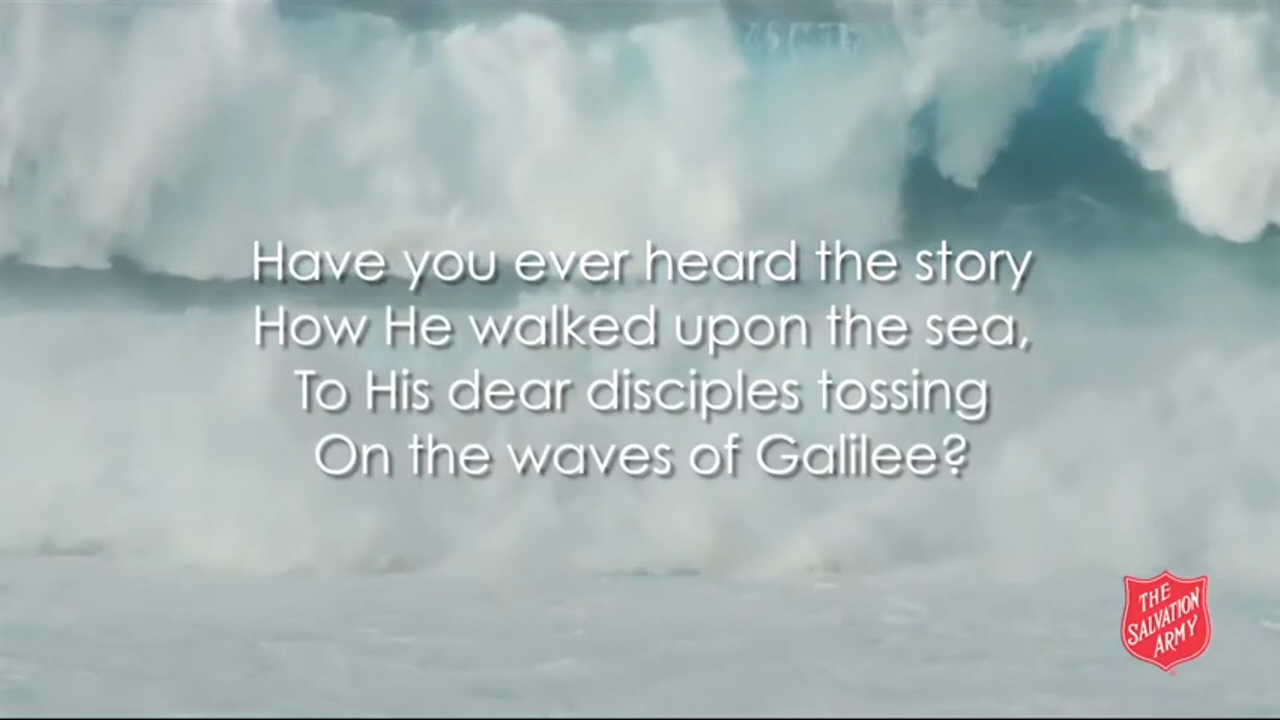 Have you ever heard the story
How He walked upon the sea,
To His dear disciples tossing
On the waves of Galilee?
THE
SALVATION
ARMY